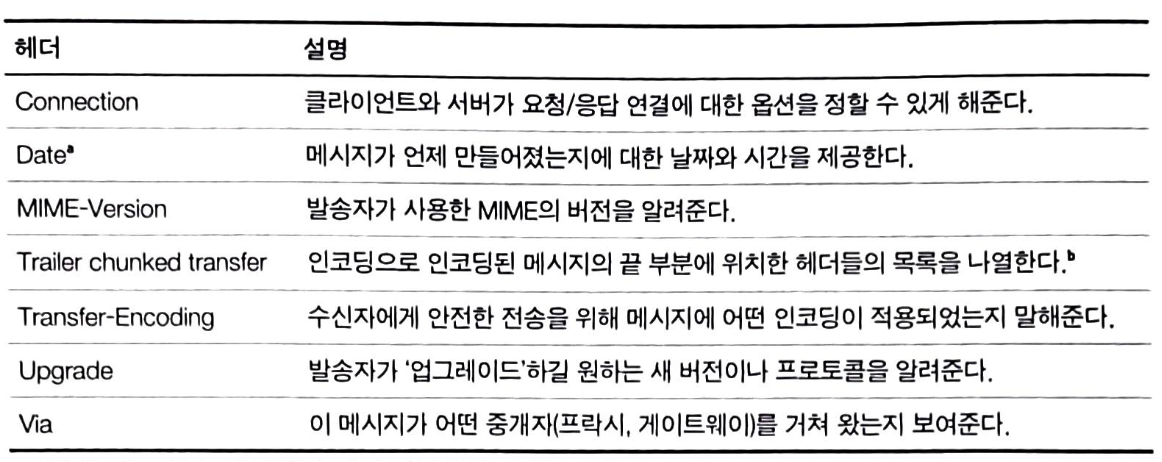 헤더 설명
Connection 클라이언트와 서버가 요청/응답 연결에 대한 옵션을 정할 수 있게 해준다.
Dateᵃ 메시지가 언제 만들어졌는지에 대한 날짜와 시간을 제공한다.
MIME-Version 발송자가 사용한 MIME의 버전을 알려준다.
Trailer chunked transfer 인코딩으로 인코딩된 메시지의 끝 부분에 위치한 헤더들의 목록을 나열한다.ᵇ
Transfer-Encoding 수신자에게 안전한 전송을 위해 메시지에 어떤 인코딩이 적용되었는지 말해준다.
Upgrade 발송자가 ‘업그레이드’하길 원하는 새 버전이나 프로토콜을 알려준다.
Via 이 메시지가 어떤 중개자(프락시, 게이트웨이)를 거쳐 왔는지 보여준다.